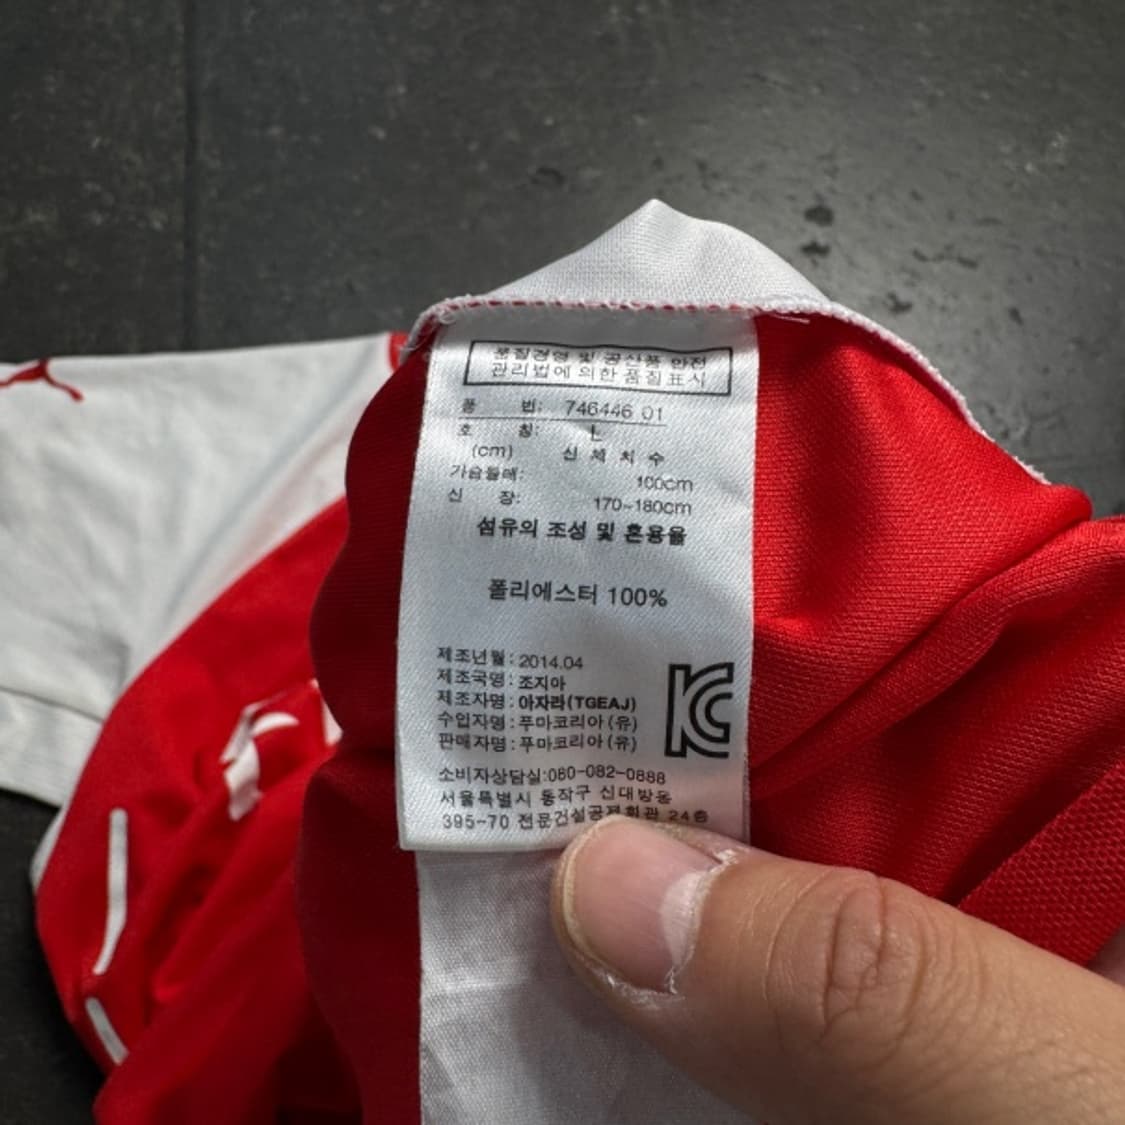 품질경영 및 공산품 안전
관리법에 의한 품질표시
품 번: 746446 01
호 칭: L
(cm) 신 체 치 수
가슴둘레: 100cm
신 장: 170~180cm
섬유의 조성 및 혼용율
폴리에스터 100%
제조년월: 2014.04
제조국명: 조지아
제조자명: 아자라(TGEAJ)
수입자명: 푸마코리아 (유)
판매자명: 푸마코리아 (유)
KC
소비자상담실:080-082-0888
서울특별시 동작구 신대방동
395-70 전문건설공제회관 24층